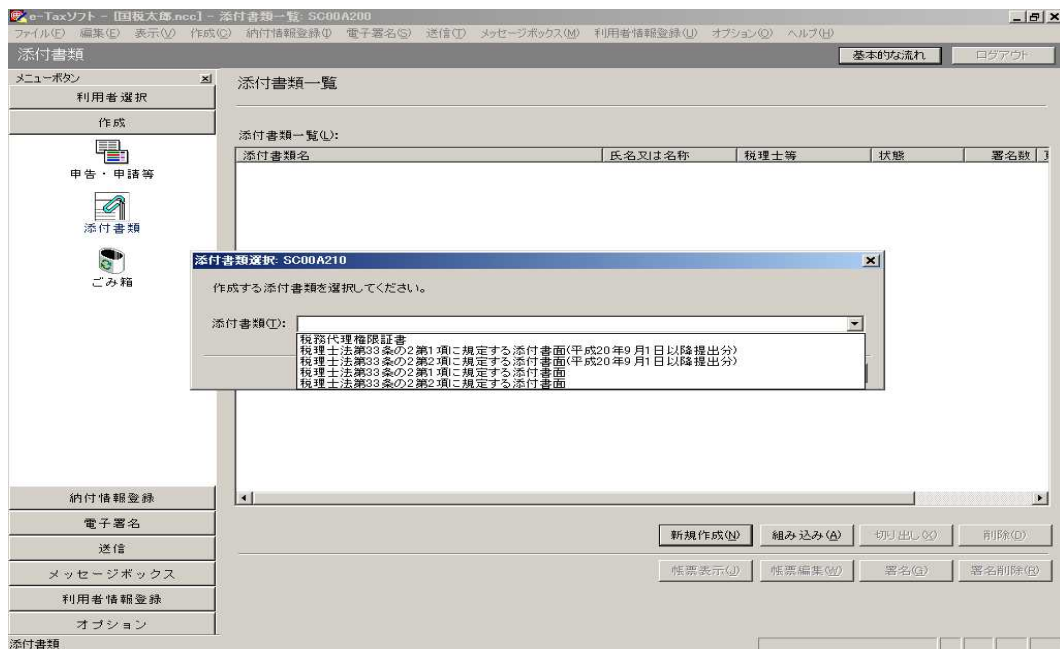 e-Taxソフト - [国税太郎.ncc] - 添付書類一覧: SC00A200
ファイル(F) 編集(E) 表示(V) 作成(C) 納付情報登録(I) 電子署名(S) 送信(T) メッセージボックス(M) 利用者情報登録(U) オプション(O) ヘルプ(H)
添付書類 基本的な流れ ログアウト
メニューボタン
利用者選択
作成
申告・申請等
添付書類
ごみ箱
納付情報登録
電子署名
送信
メッセージボックス
利用者情報登録
オプション
添付書類一覧
添付書類一覧(L):
添付書類名 氏名又は名称 税理士等 状態 署名数
添付書類選択: SC00A210
作成する添付書類を選択してください。
添付書類(T):
税務代理権限証書
税理士法第33条の2第1項に規定する添付書面(平成20年9月1日以降提出分)
税理士法第33条の2第2項に規定する添付書面(平成20年9月1日以降提出分)
税理士法第33条の2第1項に規定する添付書面
税理士法第33条の2第2項に規定する添付書面
新規作成(N) 組み込み(A) 切り出し(X) 削除(D)
帳票表示(J) 帳票編集(W) 署名(G) 署名削除(R)
添付書類